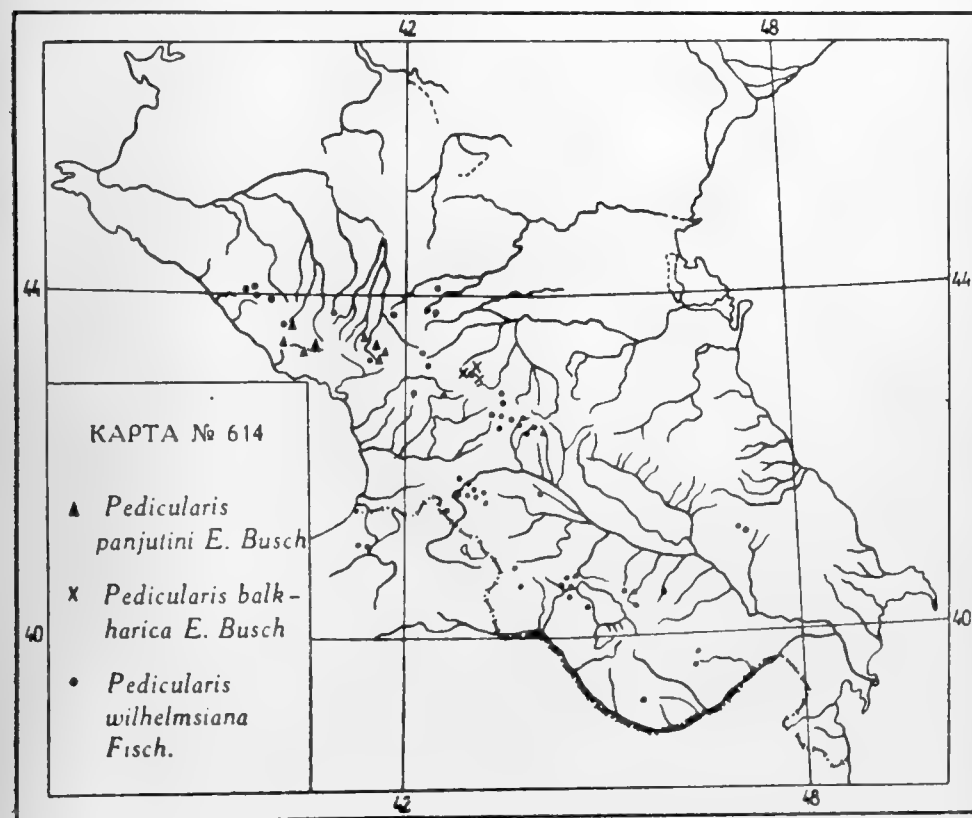 42 48
44 44
КАРТА № 614
Pedicularis
panjutini E. Busch
Pedicularis balk-
harica E. Busch
40 40
Pedicularis
wilhelmsiana
Fisch.
42 48